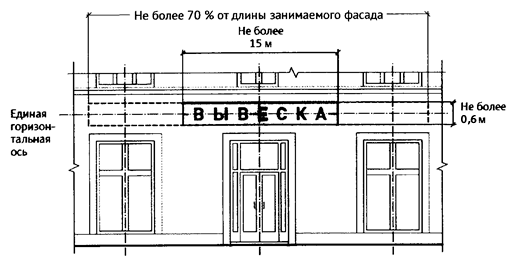 Не более 70 % от длины занимаемого фасада
Не более
15 м
Единая
горизон-
тальная
ось
ВЫВЕСКА
Не более
0,6 м